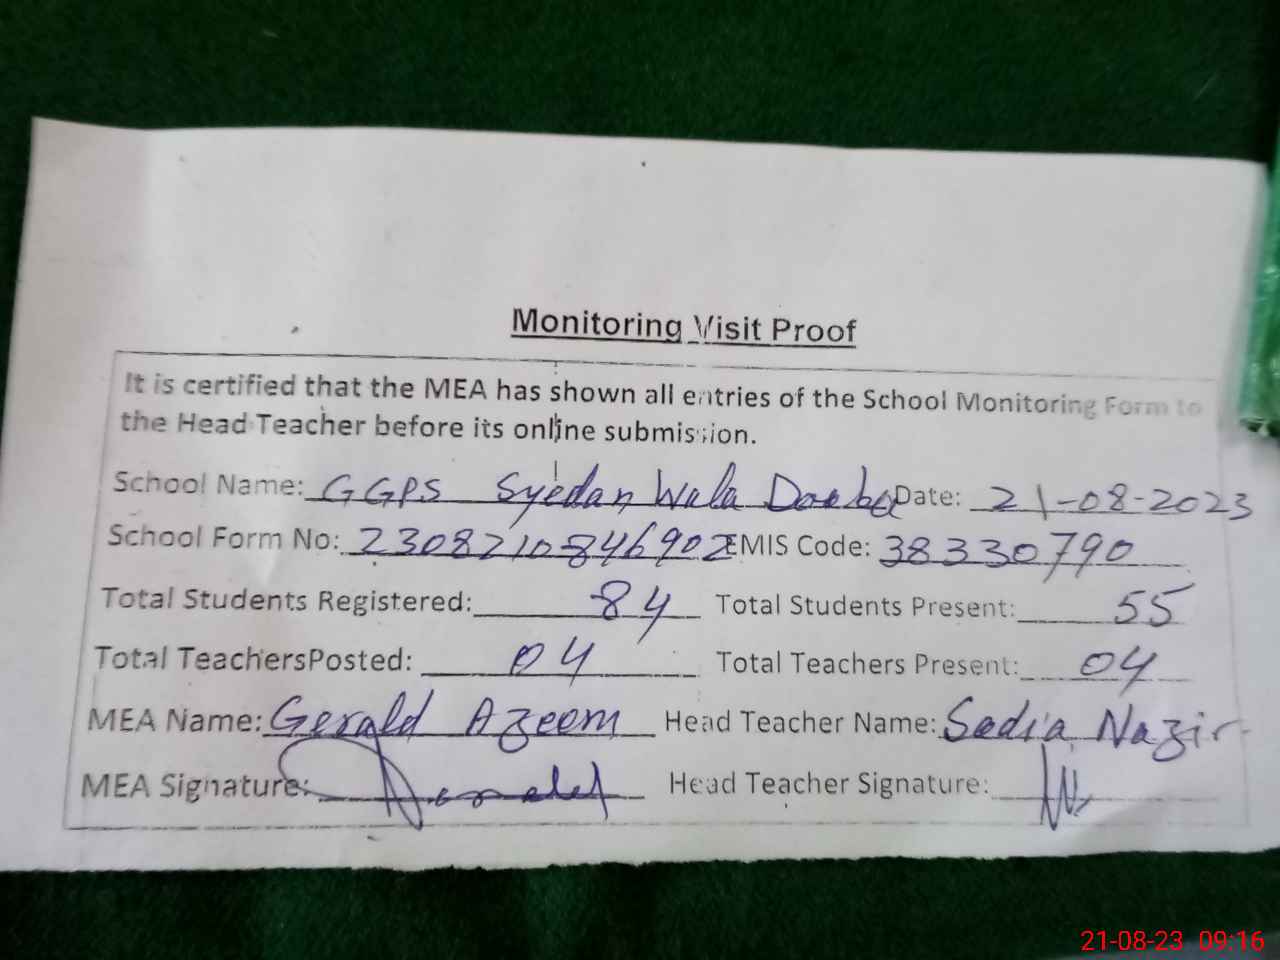 Monitoring Visit Proof
It is certified that the MEA has shown all entries of the School Monitoring Form to
the Head Teacher before its online submission.
School Name: GGPS Syedan Wala Doaba Date: 21-08-2023
School Form No: 2308210846902 EMIS Code: 38330790
Total Students Registered: 84 Total Students Present: 55
Total TeachersPosted: 04 Total Teachers Present: 04
MEA Name: Gerald Azeem Head Teacher Name: Sadia Nazir
MEA Signature: Head Teacher Signature:
21-08-23 09:16